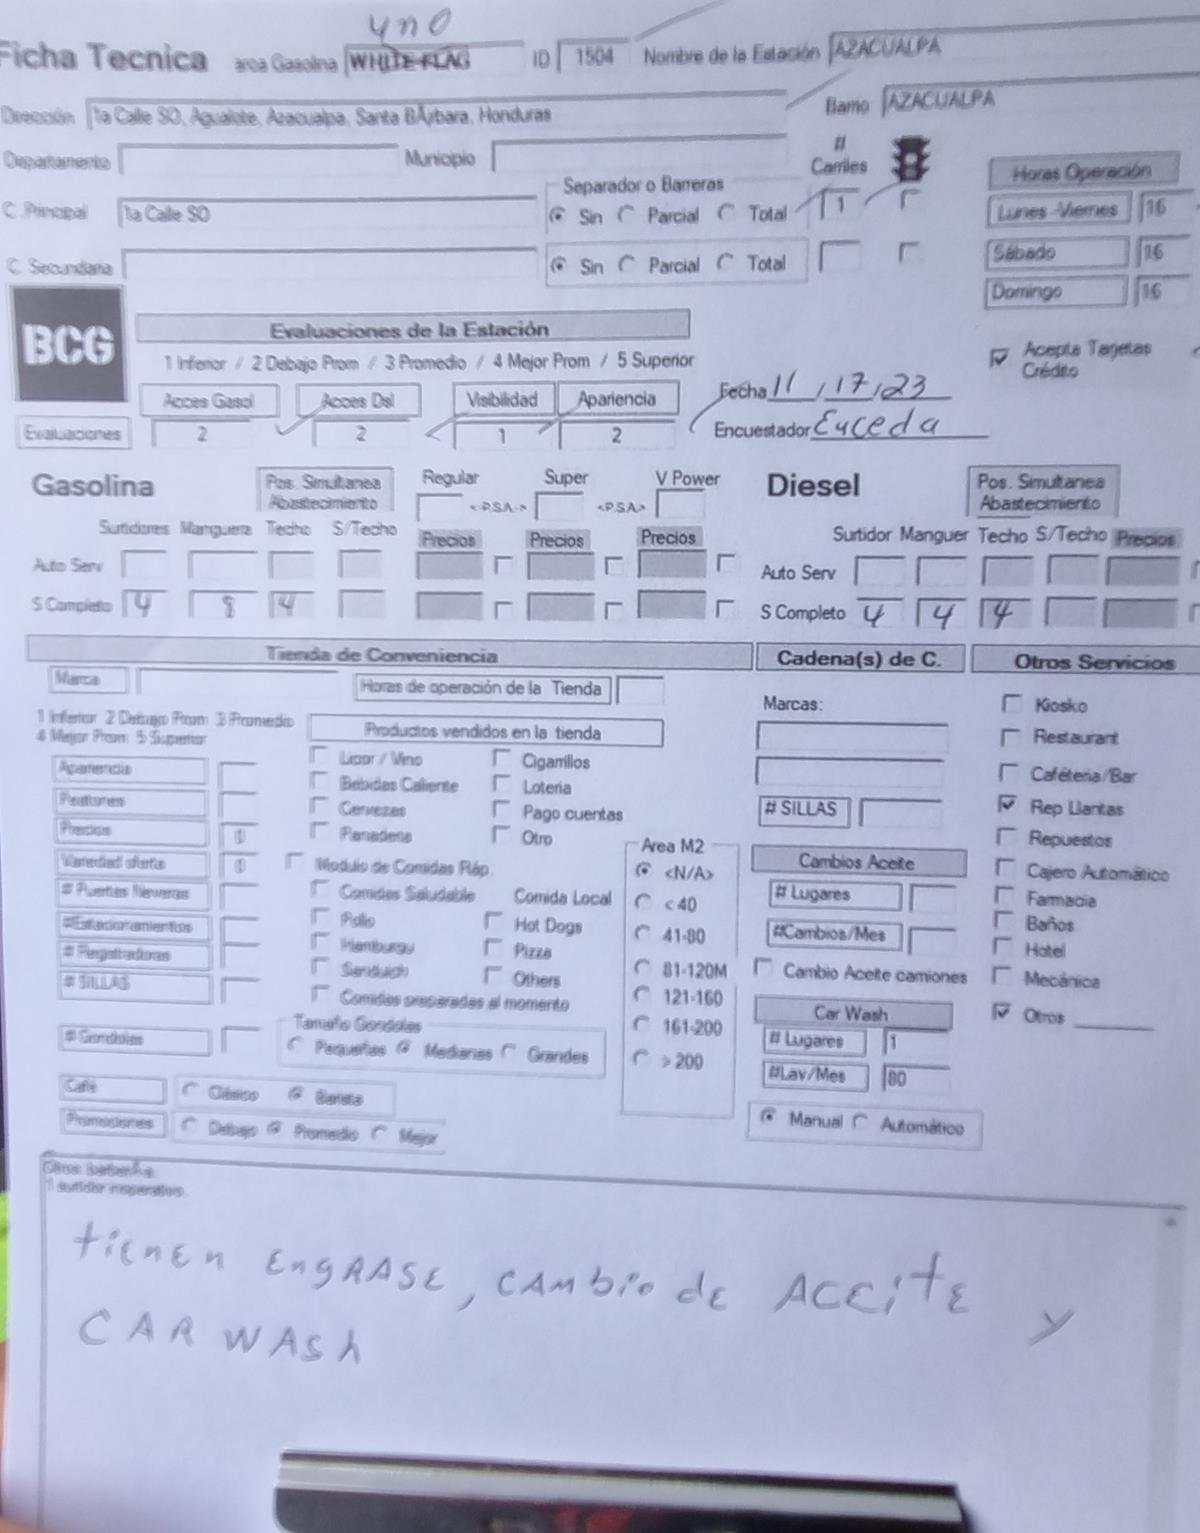 uno
Ficha Tecnica arca Gasolina WHITE FLAG ID 1504 Nombre de la Estación AZACUALPA
Dirección 1a Calle SO, Agualote, Azacualpa, Santa BÃ¡rbara, Honduras Barrio AZACUALPA
Departamento Municipio # Carriles
Horas Operación
Separador o Barreras
C. Principal 1a Calle SO Sin Parcial Total 1 Lunes -Viernes 16
C. Secundaria Sin Parcial Total Sábado 16
Domingo 16
BCG
Evaluaciones de la Estación
1 Inferior / 2 Debajo Prom / 3 Promedio / 4 Mejor Prom / 5 Superior
Acepta Tarjetas
Crédito
Acces Gasol Acces Dsl Visibilidad Apariencia Fecha 11/17/23
Evaluaciones 2 2 1 2 Encuestador Euceda
Gasolina Pos. Simultanea Abastecimiento Regular <-P.S.A.-> Super <P.S.A> V Power Diesel Pos. Simultanea Abastecimiento
Surtidores Manguera Techo S/Techo Precios Precios Precios Surtidor Manguer Techo S/Techo Precios
Auto Serv Auto Serv
S Completo 4 8 4 S Completo 4 4 4
Tienda de Conveniencia Cadena(s) de C. Otros Servicios
Marca Horas de operación de la Tienda Marcas:
1 Inferior 2 Debajo Prom 3 Promedio
4 Mejor Prom 5 Superior
Productos vendidos en la tienda
Apariencia
Peatones
Precios 0
Variedad oferta 0
# Puertas Neveras
#Estacionamientos
# Registradoras
# SILLAS
# Gondolas
Licor / Vino Cigarrillos
Bebidas Caliente Loteria
Cervezas Pago cuentas
Panaderia Otro
Modulo de Comidas Ráp.
Comidas Saludable Comida Local
Pollo Hot Dogs
Hamburgu Pizza
Sanduich Others
Comidas preparadas al momento
Tamaño Gondolas
Pequeñas Medianas Grandes
Café Clásico Barista
Promociones Debajo Promedio Mejor
Area M2
<N/A>
< 40
41-80
81-120M
121-160
161-200
> 200
# SILLAS
Cambios Aceite
# Lugares
#Cambios/Mes
Cambio Aceite camiones
Car Wash
# Lugares 1
#Lav/Mes 80
Manual Automático
Kiosko
Restaurant
Cafétería/Bar
Rep Llantas
Repuestos
Cajero Automático
Farmacia
Baños
Hotel
Mecánica
Otros
1 surtidor inoperativo.
tiENEn EngRASE, CAMbio dE ACEitE y
CAR WASh